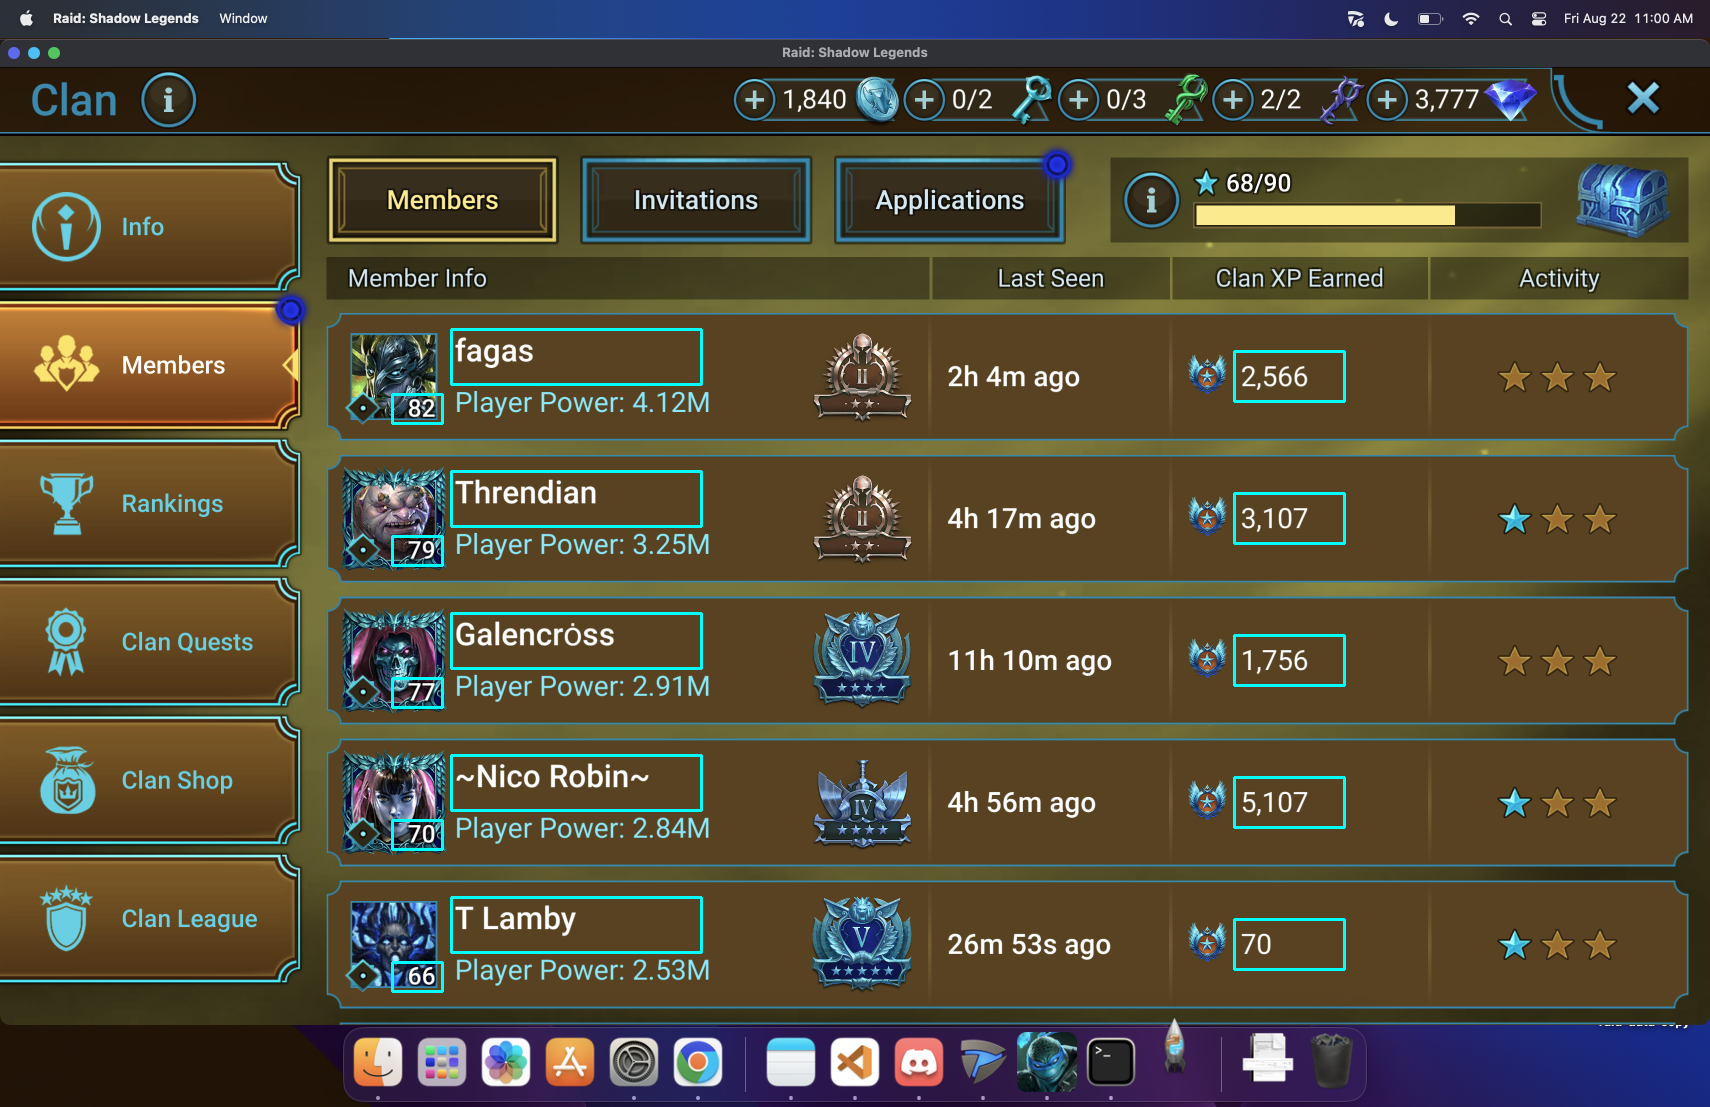 Raid: Shadow Legends Window Fri Aug 22 11:00 AM
Raid: Shadow Legends
Clan i 1,840 0/2 0/3 2/2 3,777
Members Invitations Applications i 68/90
Info
Members
Rankings
Clan Quests
Clan Shop
Clan League
Member Info Last Seen Clan XP Earned Activity
fagas
82 Player Power: 4.12M II 2h 4m ago 2,566
Threndian
79 Player Power: 3.25M II 4h 17m ago 3,107
Galencrȯss
77 Player Power: 2.91M IV 11h 10m ago 1,756
~Nico Robin~
70 Player Power: 2.84M IV 4h 56m ago 5,107
T Lamby
66 Player Power: 2.53M V 26m 53s ago 70